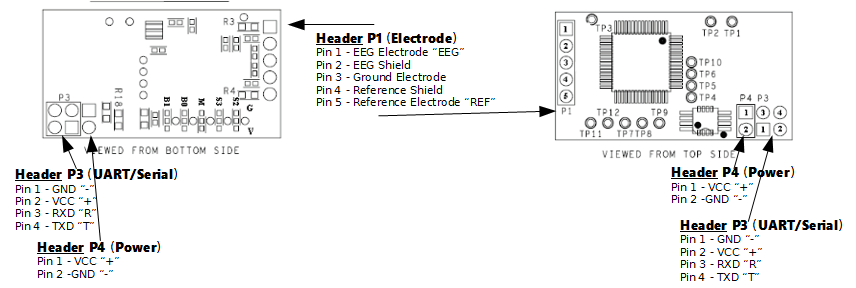 R3
R4
P3
R18
B1
B0
M
S3
S2
G
V
VIEWED FROM BOTTOM SIDE
Header P3 (UART/Serial)
Pin 1 - GND “-”
Pin 2 - VCC “+”
Pin 3 - RXD “R”
Pin 4 - TXD “T”
Header P4 (Power)
Pin 1 - VCC “+”
Pin 2 -GND “-”
Header P1 (Electrode)
Pin 1 - EEG Electrode “EEG”
Pin 2 - EEG Shield
Pin 3 - Ground Electrode
Pin 4 - Reference Shield
Pin 5 - Reference Electrode “REF”
1
2
3
4
5
P1
TP3
TP2 TP1
TP10
TP6
TP5
TP4
TP12
TP9
TP11
TP7
TP8
P4 P3
1 3 4
2 1 2
VIEWED FROM TOP SIDE
Header P4 (Power)
Pin 1 - VCC “+”
Pin 2 -GND “-”
Header P3 (UART/Serial)
Pin 1 - GND “-”
Pin 2 - VCC “+”
Pin 3 - RXD “R”
Pin 4 - TXD “T”